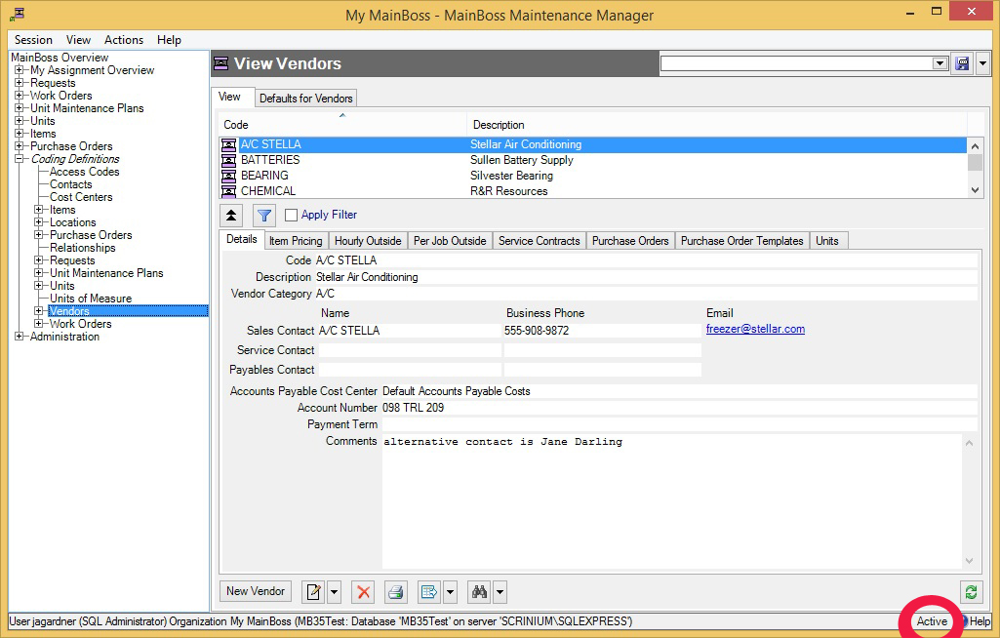 My MainBoss - MainBoss Maintenance Manager
Session View Actions Help
MainBoss Overview
My Assignment Overview
Requests
Work Orders
Unit Maintenance Plans
Units
Items
Purchase Orders
Coding Definitions
Access Codes
Contacts
Cost Centers
Items
Locations
Purchase Orders
Relationships
Requests
Unit Maintenance Plans
Units
Units of Measure
Vendors
Work Orders
Administration
View Vendors
View Defaults for Vendors
Code Description
A/C STELLA Stellar Air Conditioning
BATTERIES Sullen Battery Supply
BEARING Silvester Bearing
CHEMICAL R&R Resources
Apply Filter
Details Item Pricing Hourly Outside Per Job Outside Service Contracts Purchase Orders Purchase Order Templates Units
Code A/C STELLA
Description Stellar Air Conditioning
Vendor Category A/C
Name Business Phone Email
Sales Contact A/C STELLA 555-908-9872 freezer@stellar.com
Service Contact
Payables Contact
Accounts Payable Cost Center Default Accounts Payable Costs
Account Number 098 TRL 209
Payment Term
Comments alternative contact is Jane Darling
New Vendor
User jagardner (SQL Administrator) Organization My MainBoss (MB35Test: Database 'MB35Test' on server 'SCRINIUM\SQLEXPRESS') Active Help